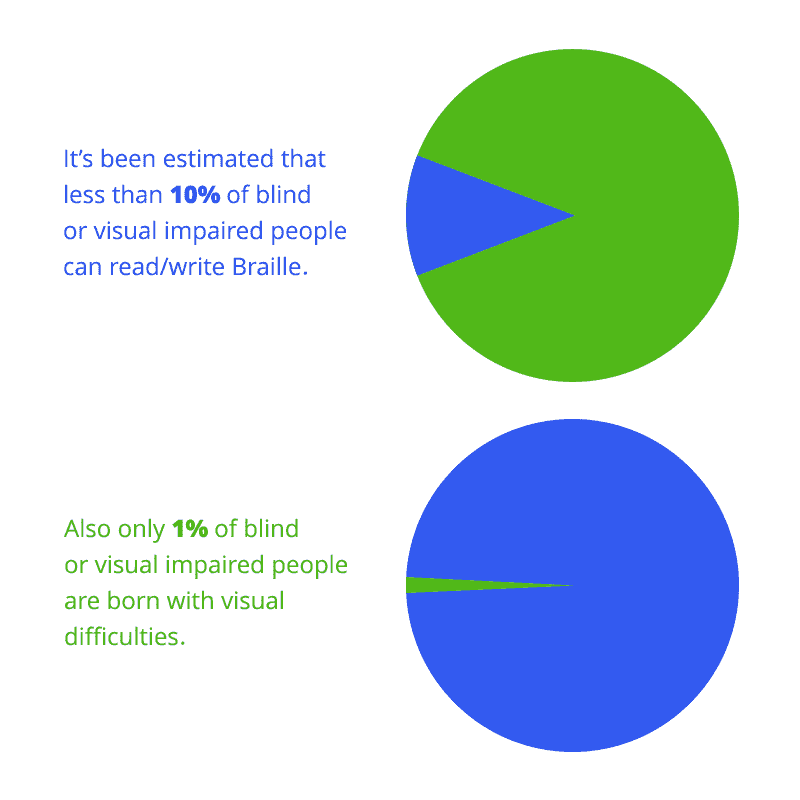 It’s been estimated that
less than 10% of blind
or visual impaired people
can read/write Braille.
Also only 1% of blind
or visual impaired people
are born with visual
difficulties.